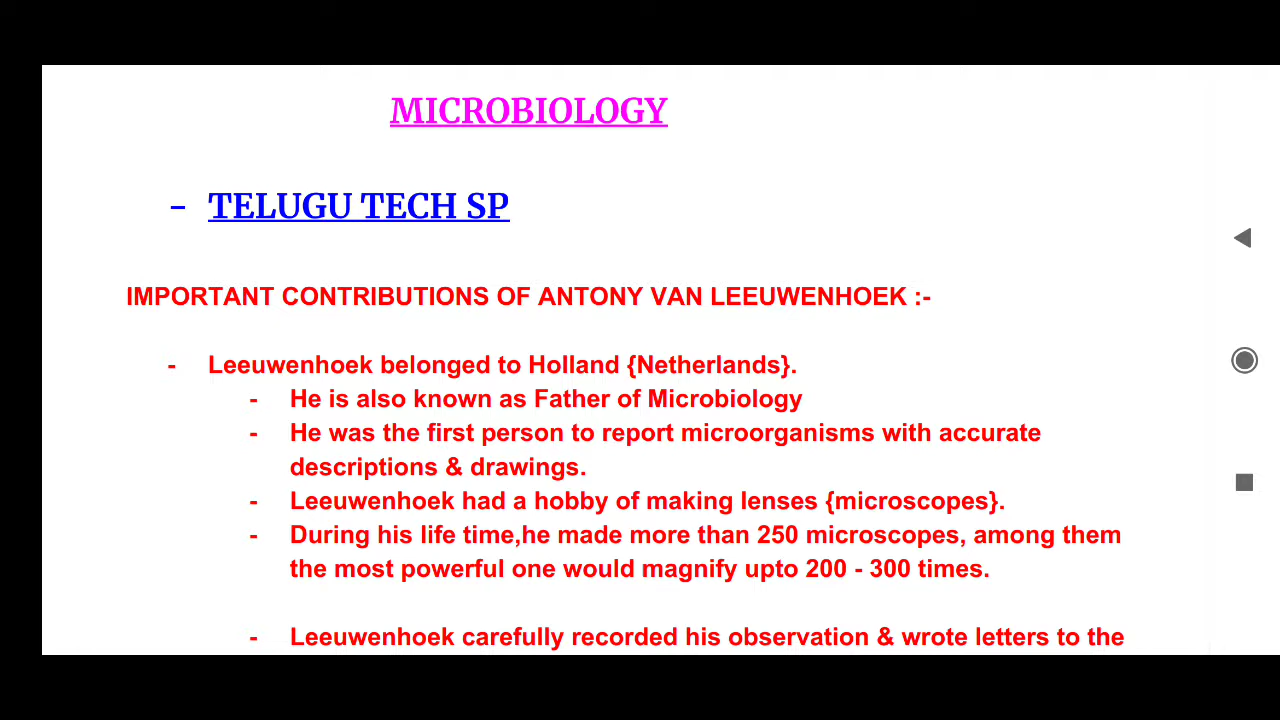 MICROBIOLOGY
- TELUGU TECH SP
IMPORTANT CONTRIBUTIONS OF ANTONY VAN LEEUWENHOEK :-
- Leeuwenhoek belonged to Holland {Netherlands}.
- He is also known as Father of Microbiology
- He was the first person to report microorganisms with accurate
descriptions & drawings.
- Leeuwenhoek had a hobby of making lenses {microscopes}.
- During his life time,he made more than 250 microscopes, among them
the most powerful one would magnify upto 200 - 300 times.
- Leeuwenhoek carefully recorded his observation & wrote letters to the